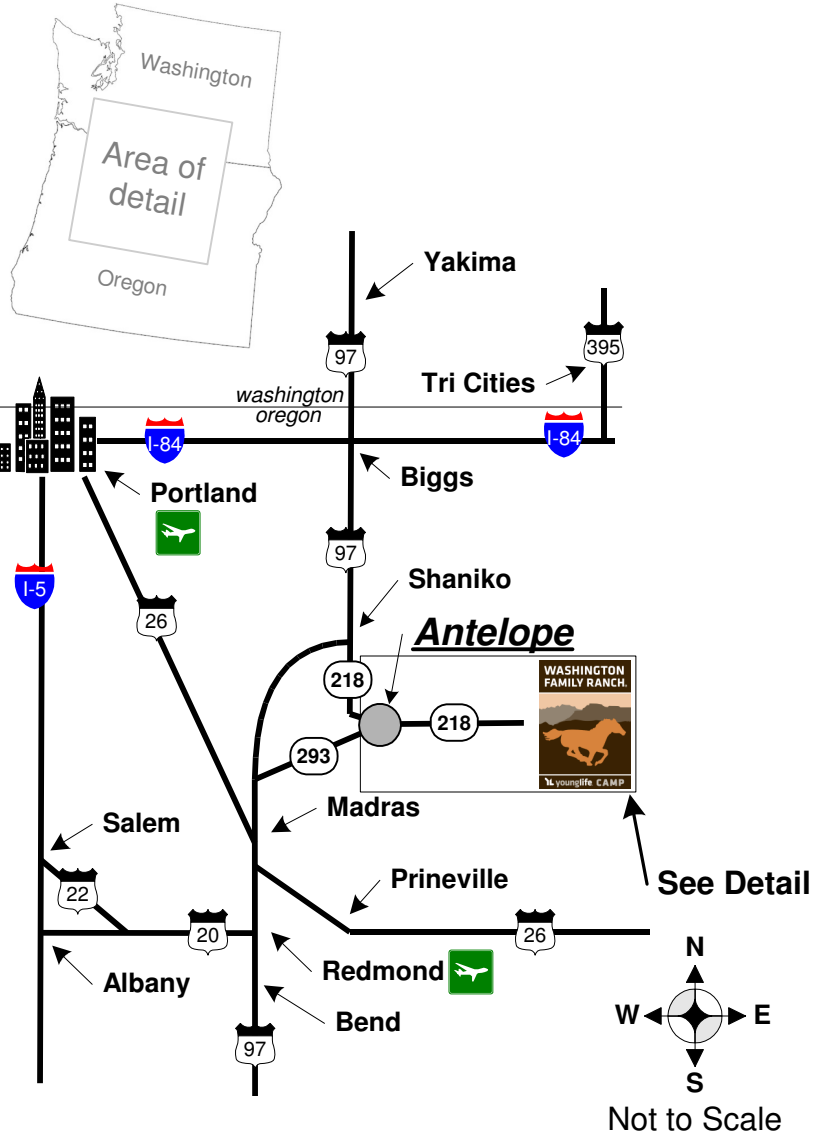 Washington
Area of
detail
Oregon
Yakima
97
395
Tri Cities
washington
oregon
I-84
I-84
Biggs
Portland
97
Shaniko
I-5
26
Antelope
218
WASHINGTON
FAMILY RANCH.
218
293
younglife CAMP
Madras
Salem
Prineville
See Detail
22
20
26
N
Albany
Redmond
W
E
Bend
97
S
Not to Scale